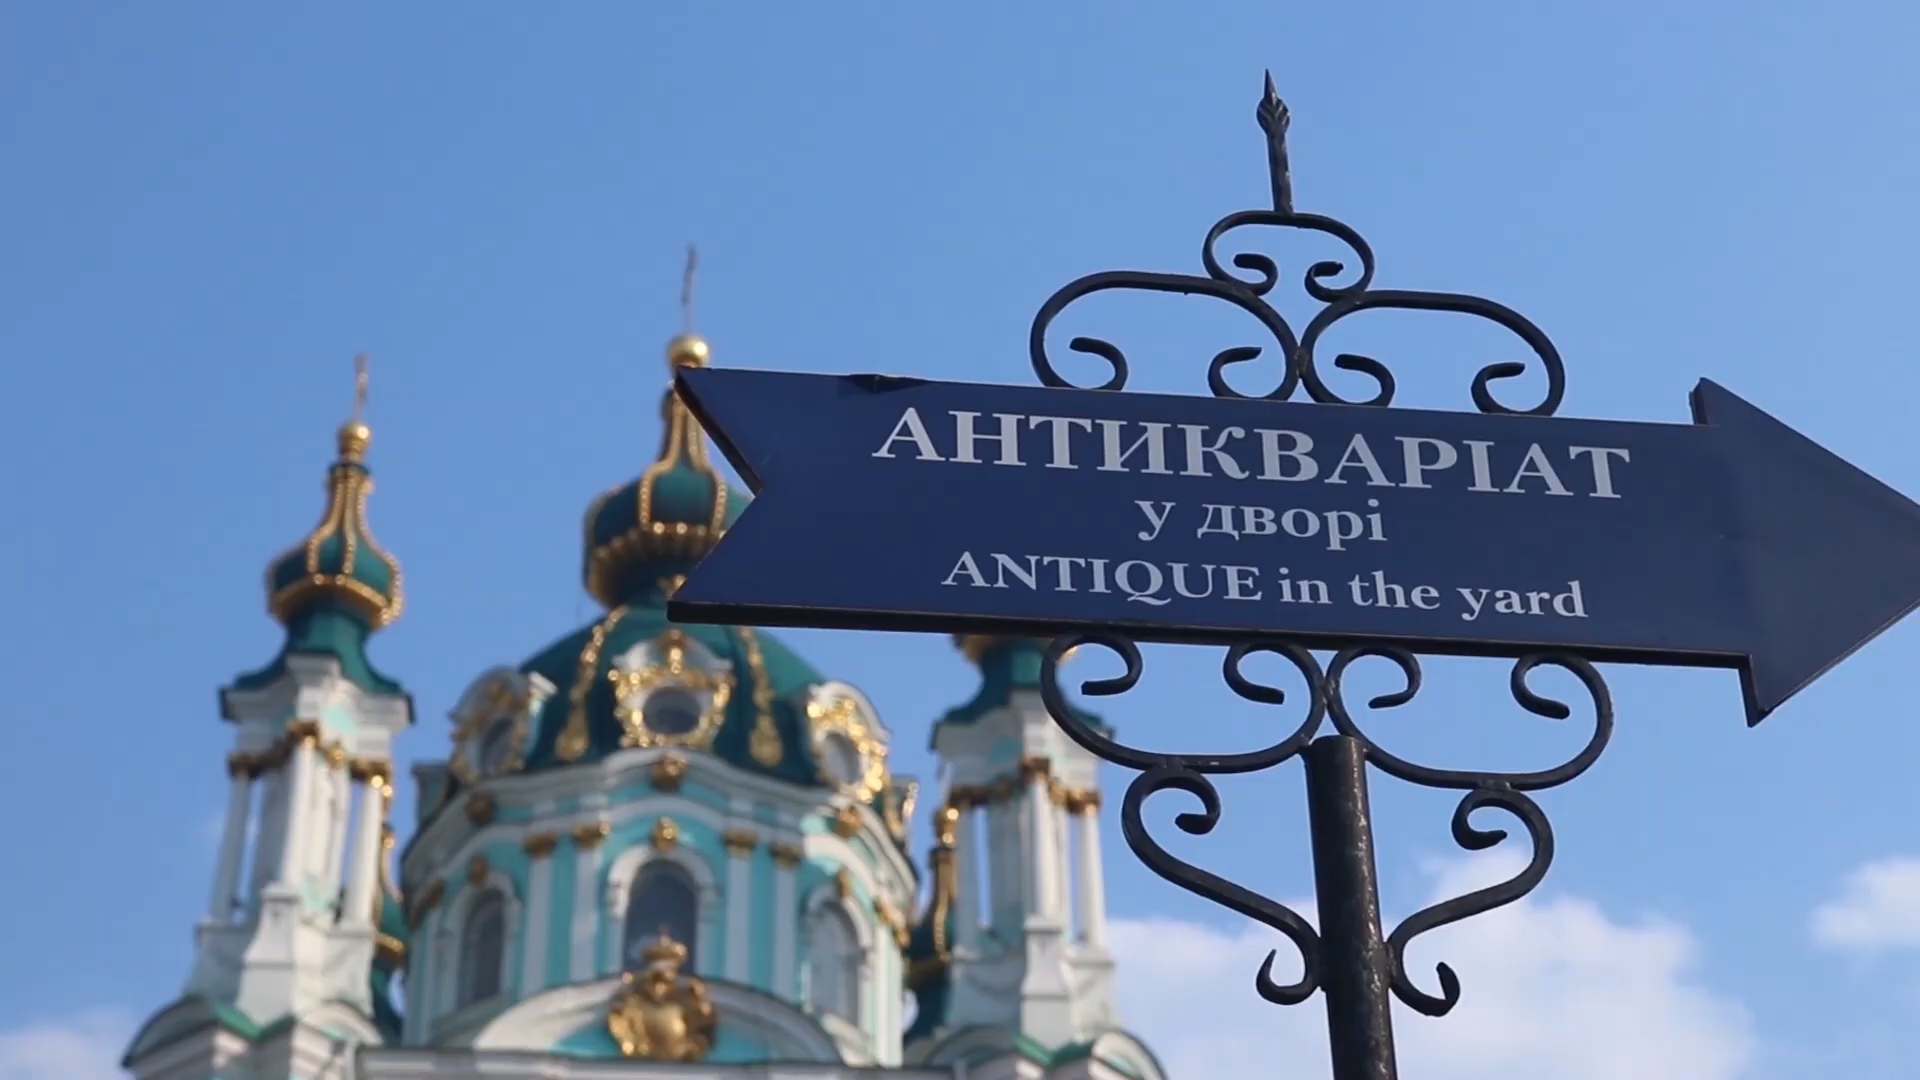 АНТИКВАРІАТ
у дворі
ANTIQUE in the yard